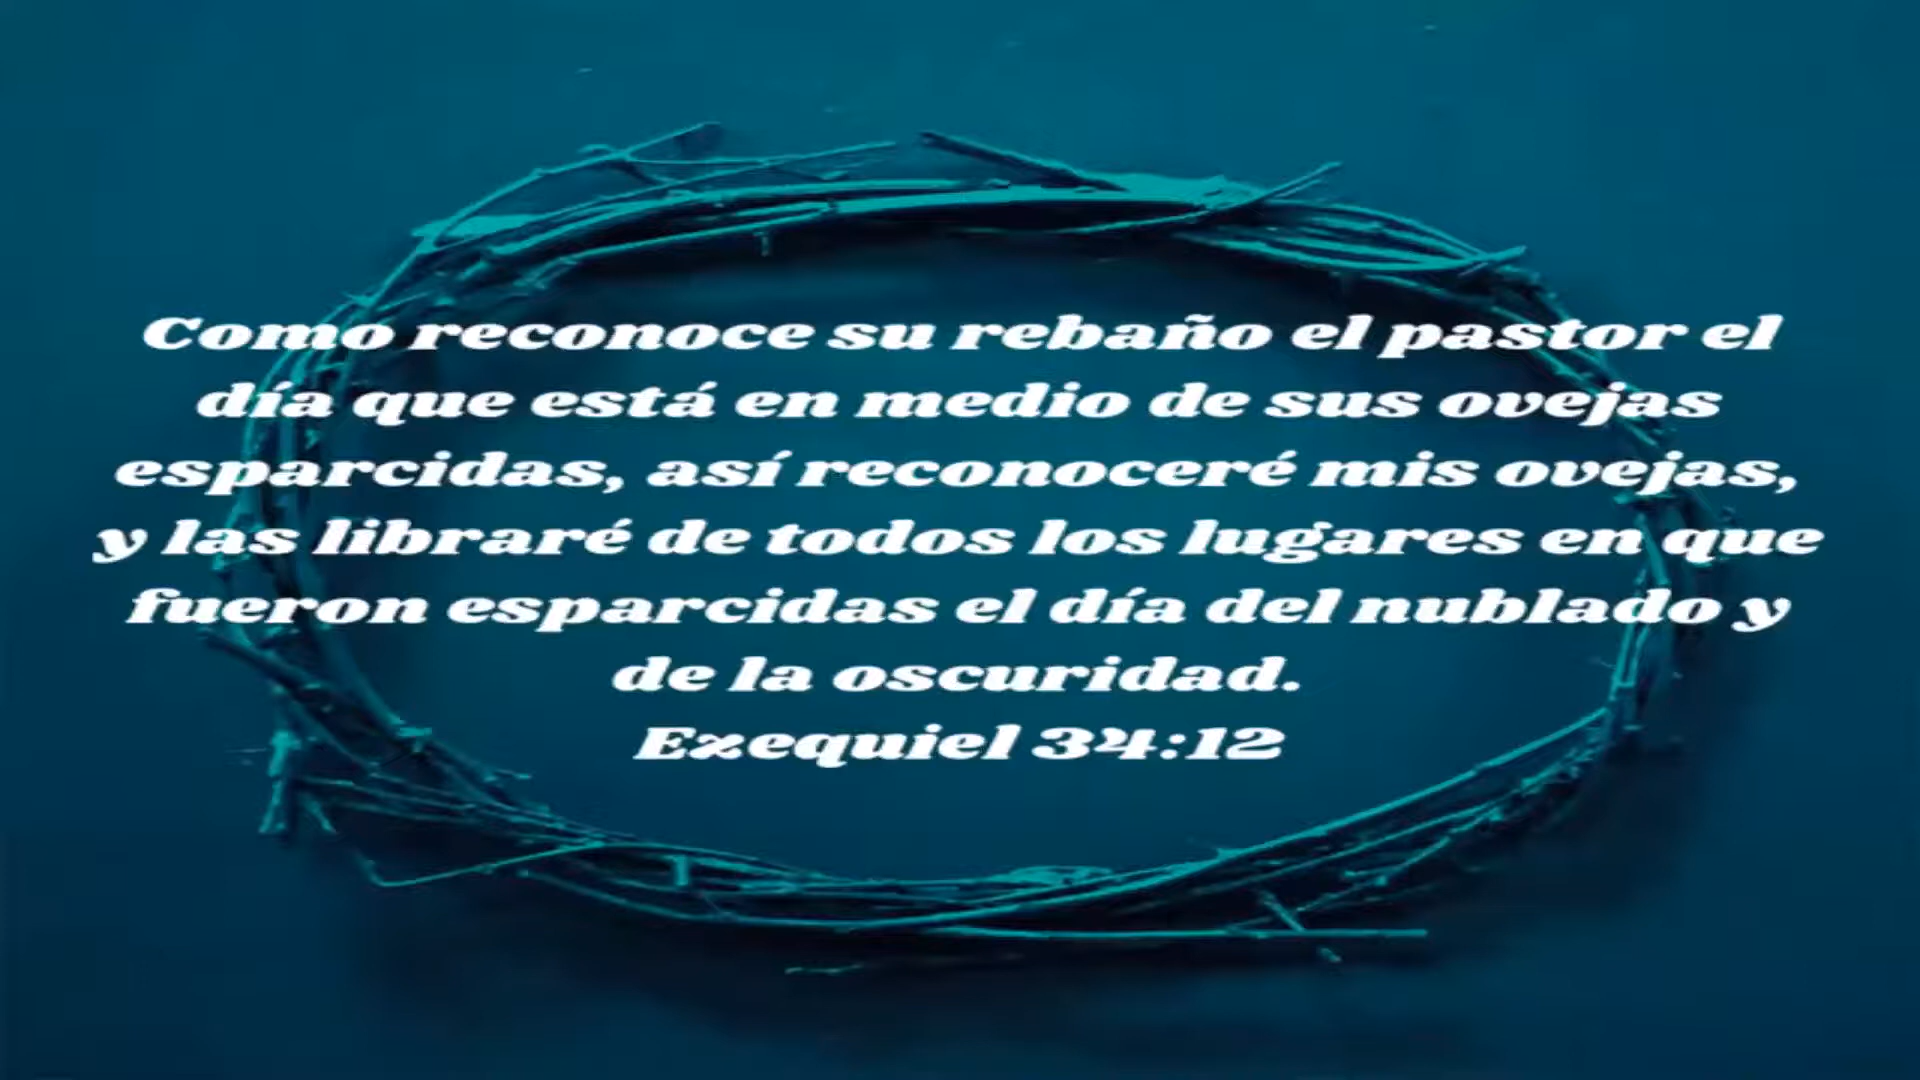 Como reconoce su rebaño el pastor el
día que está en medio de sus ovejas
esparcidas, así reconoceré mis ovejas,
y las libraré de todos los lugares en que
fueron esparcidas el día del nublado y
de la oscuridad.
Ezequiel 34:12